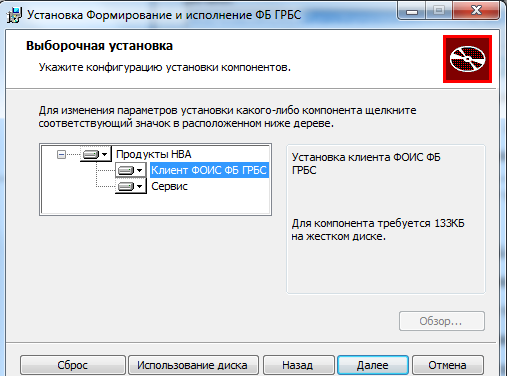 Установка Формирование и исполнение ФБ ГРБС
Выборочная установка
Укажите конфигурацию установки компонентов.
Для изменения параметров установки какого-либо компонента щелкните
соответствующий значок в расположенном ниже дереве.
Продукты НВА
Клиент ФОИС ФБ ГРБС
Сервис
Установка клиента ФОИС ФБ
ГРБС
Для компонента требуется 133КБ
на жестком диске.
Обзор...
Сброс
Использование диска
Назад
Далее
Отмена